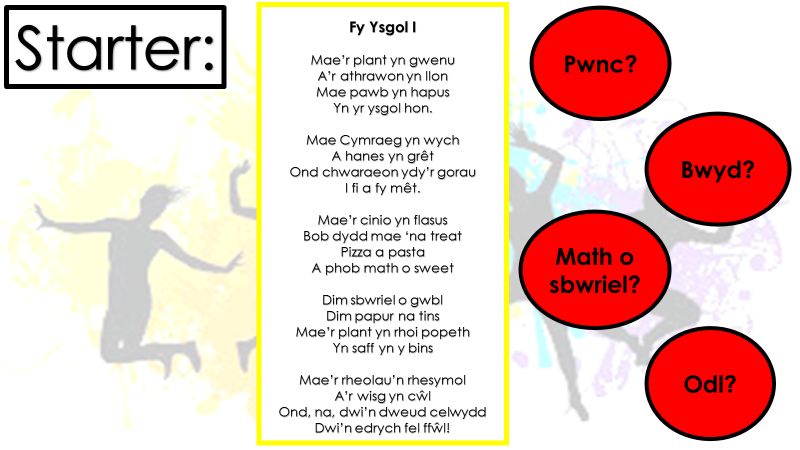 Starter:
Fy Ysgol I
Mae'r plant yn gwenu
A'r athrawon yn llon
Mae pawb yn hapus
Yn yr ysgol hon.
Mae Cymraeg yn wych
A hanes yn grêt
Ond chwaraeon ydy'r gorau
I fi a fy mêt.
Mae'r cinio yn flasus
Bob dydd mae 'na treat
Pizza a pasta
A phob math o sweet
Dim sbwriel o gwbl
Dim papur na tins
Mae'r plant yn rhoi popeth
Yn saff yn y bins
Mae'r rheolau'n rhesymol
A'r wisg yn cŵl
Ond, na, dwi'n dweud celwydd
Dwi'n edrych fel ffŵl!
Pwnc?
Bwyd?
Math o
sbwriel?
Odl?